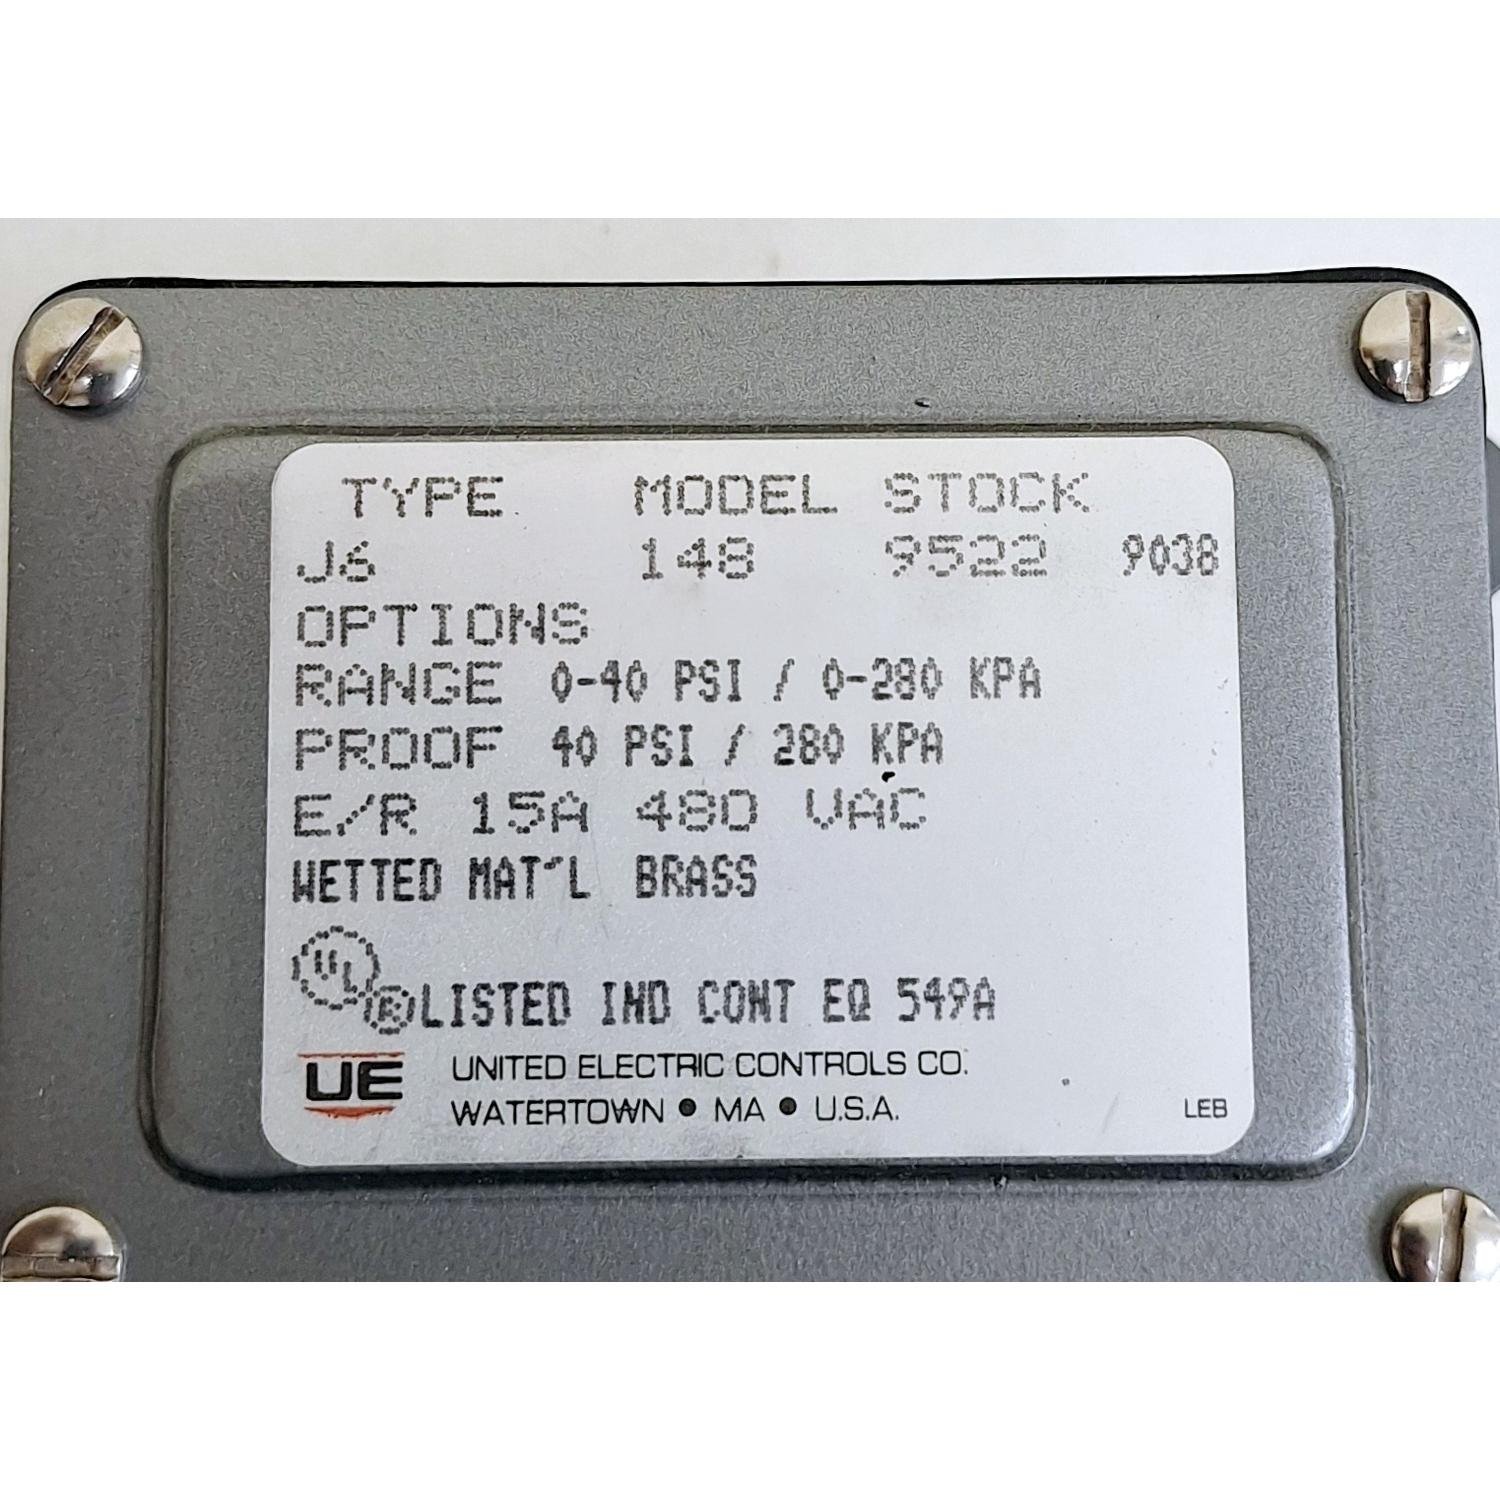 TYPE MODEL STOCK
J6 148 9522 9038
OPTIONS
RANGE 0-40 PSI / 0-280 KPA
PROOF 40 PSI / 280 KPA
E/R 15A 480 VAC
WETTED MAT'L BRASS
UL ® LISTED IND CONT EQ 549A
UE UNITED ELECTRIC CONTROLS CO.
WATERTOWN • MA • U.S.A. LEB